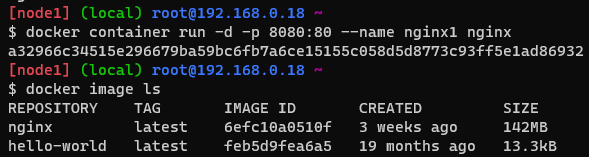 [node1] (local) root@192.168.0.18 ~
$ docker container run -d -p 8080:80 --name nginx1 nginx
a32966c34515e296679ba59bc6fb7a6ce15155c058d5d8773c93ff5e1ad86932
[node1] (local) root@192.168.0.18 ~
$ docker image ls
REPOSITORY TAG IMAGE ID CREATED SIZE
nginx latest 6efc10a0510f 3 weeks ago 142MB
hello-world latest feb5d9fea6a5 19 months ago 13.3kB